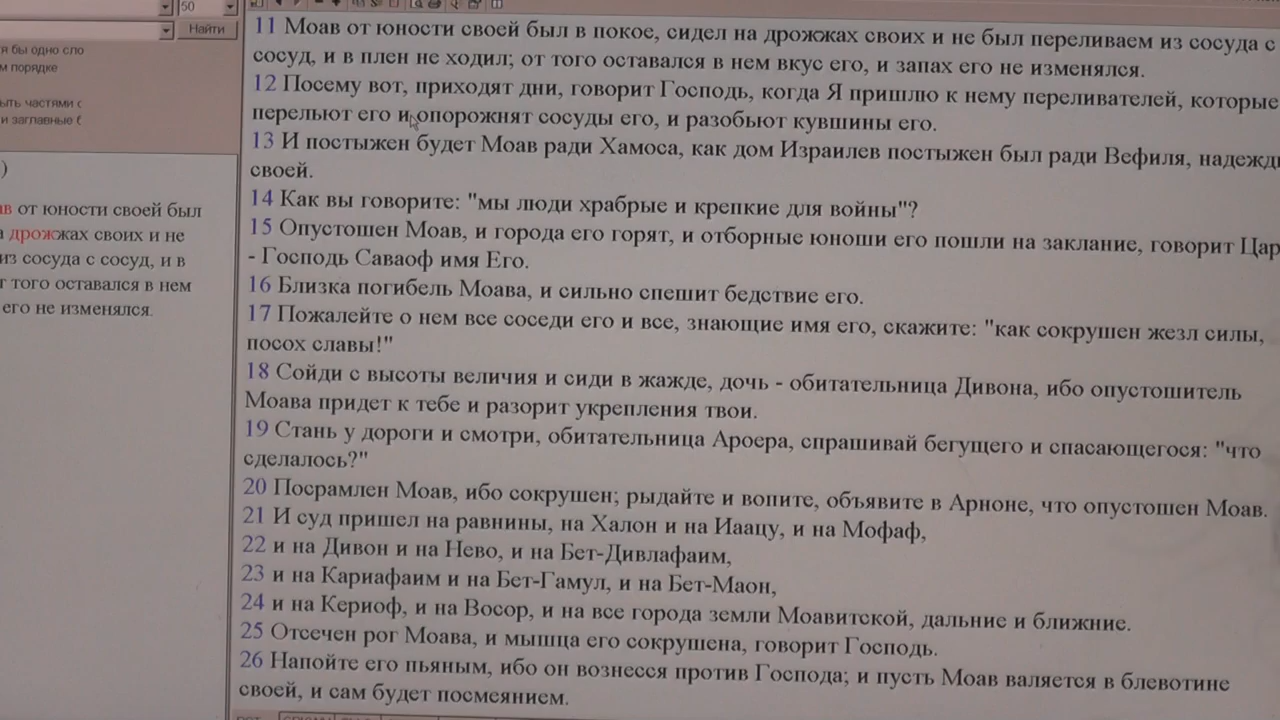 50
Найти
я бы одно сло
м порядке
ыть частями с
и заглавные б
)
ав от юности своей был
а дрожжах своих и не
из сосуда с сосуд, и в
т того оставался в нем
его не изменялся.
11 Моав от юности своей был в покое, сидел на дрожжах своих и не был переливаем из сосуда с
сосуд, и в плен не ходил; от того оставался в нем вкус его, и запах его не изменялся.
12 Посему вот, приходят дни, говорит Господь, когда Я пришлю к нему переливателей, которые
перельют его и опорожнят сосуды его, и разобьют кувшины его.
13 И постыжен будет Моав ради Хамоса, как дом Израилев постыжен был ради Вефиля, надежды
своей.
14 Как вы говорите: "мы люди храбрые и крепкие для войны"?
15 Опустошен Моав, и города его горят, и отборные юноши его пошли на заклание, говорит Цар
- Господь Саваоф имя Его.
16 Близка погибель Моава, и сильно спешит бедствие его.
17 Пожалейте о нем все соседи его и все, знающие имя его, скажите: "как сокрушен жезл силы,
посох славы!"
18 Сойди с высоты величия и сиди в жажде, дочь - обитательница Дивона, ибо опустошитель
Моава придет к тебе и разорит укрепления твои.
19 Стань у дороги и смотри, обитательница Ароера, спрашивай бегущего и спасающегося: "что
сделалось?"
20 Посрамлен Моав, ибо сокрушен; рыдайте и вопите, объявите в Арноне, что опустошен Моав.
21 И суд пришел на равнины, на Халон и на Иаацу, и на Мофаф,
22 и на Дивон и на Нево, и на Бет-Дивлафаим,
23 и на Кариафаим и на Бет-Гамул, и на Бет-Маон,
24 и на Кериоф, и на Восор, и на все города земли Моавитской, дальние и ближние.
25 Отсечен рог Моава, и мышца его сокрушена, говорит Господь.
26 Напойте его пьяным, ибо он вознесся против Господа; и пусть Моав валяется в блевотине
своей, и сам будет посмеянием.